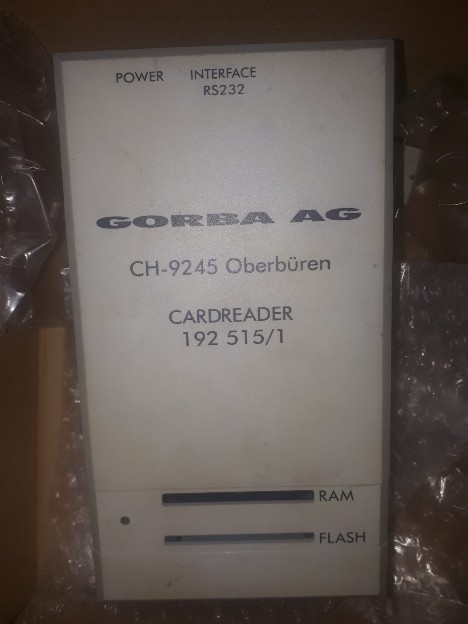 POWER INTERFACE
RS232
GORBA AG
CH-9245 Oberbüren
CARDREADER
192 515/1
RAM
FLASH